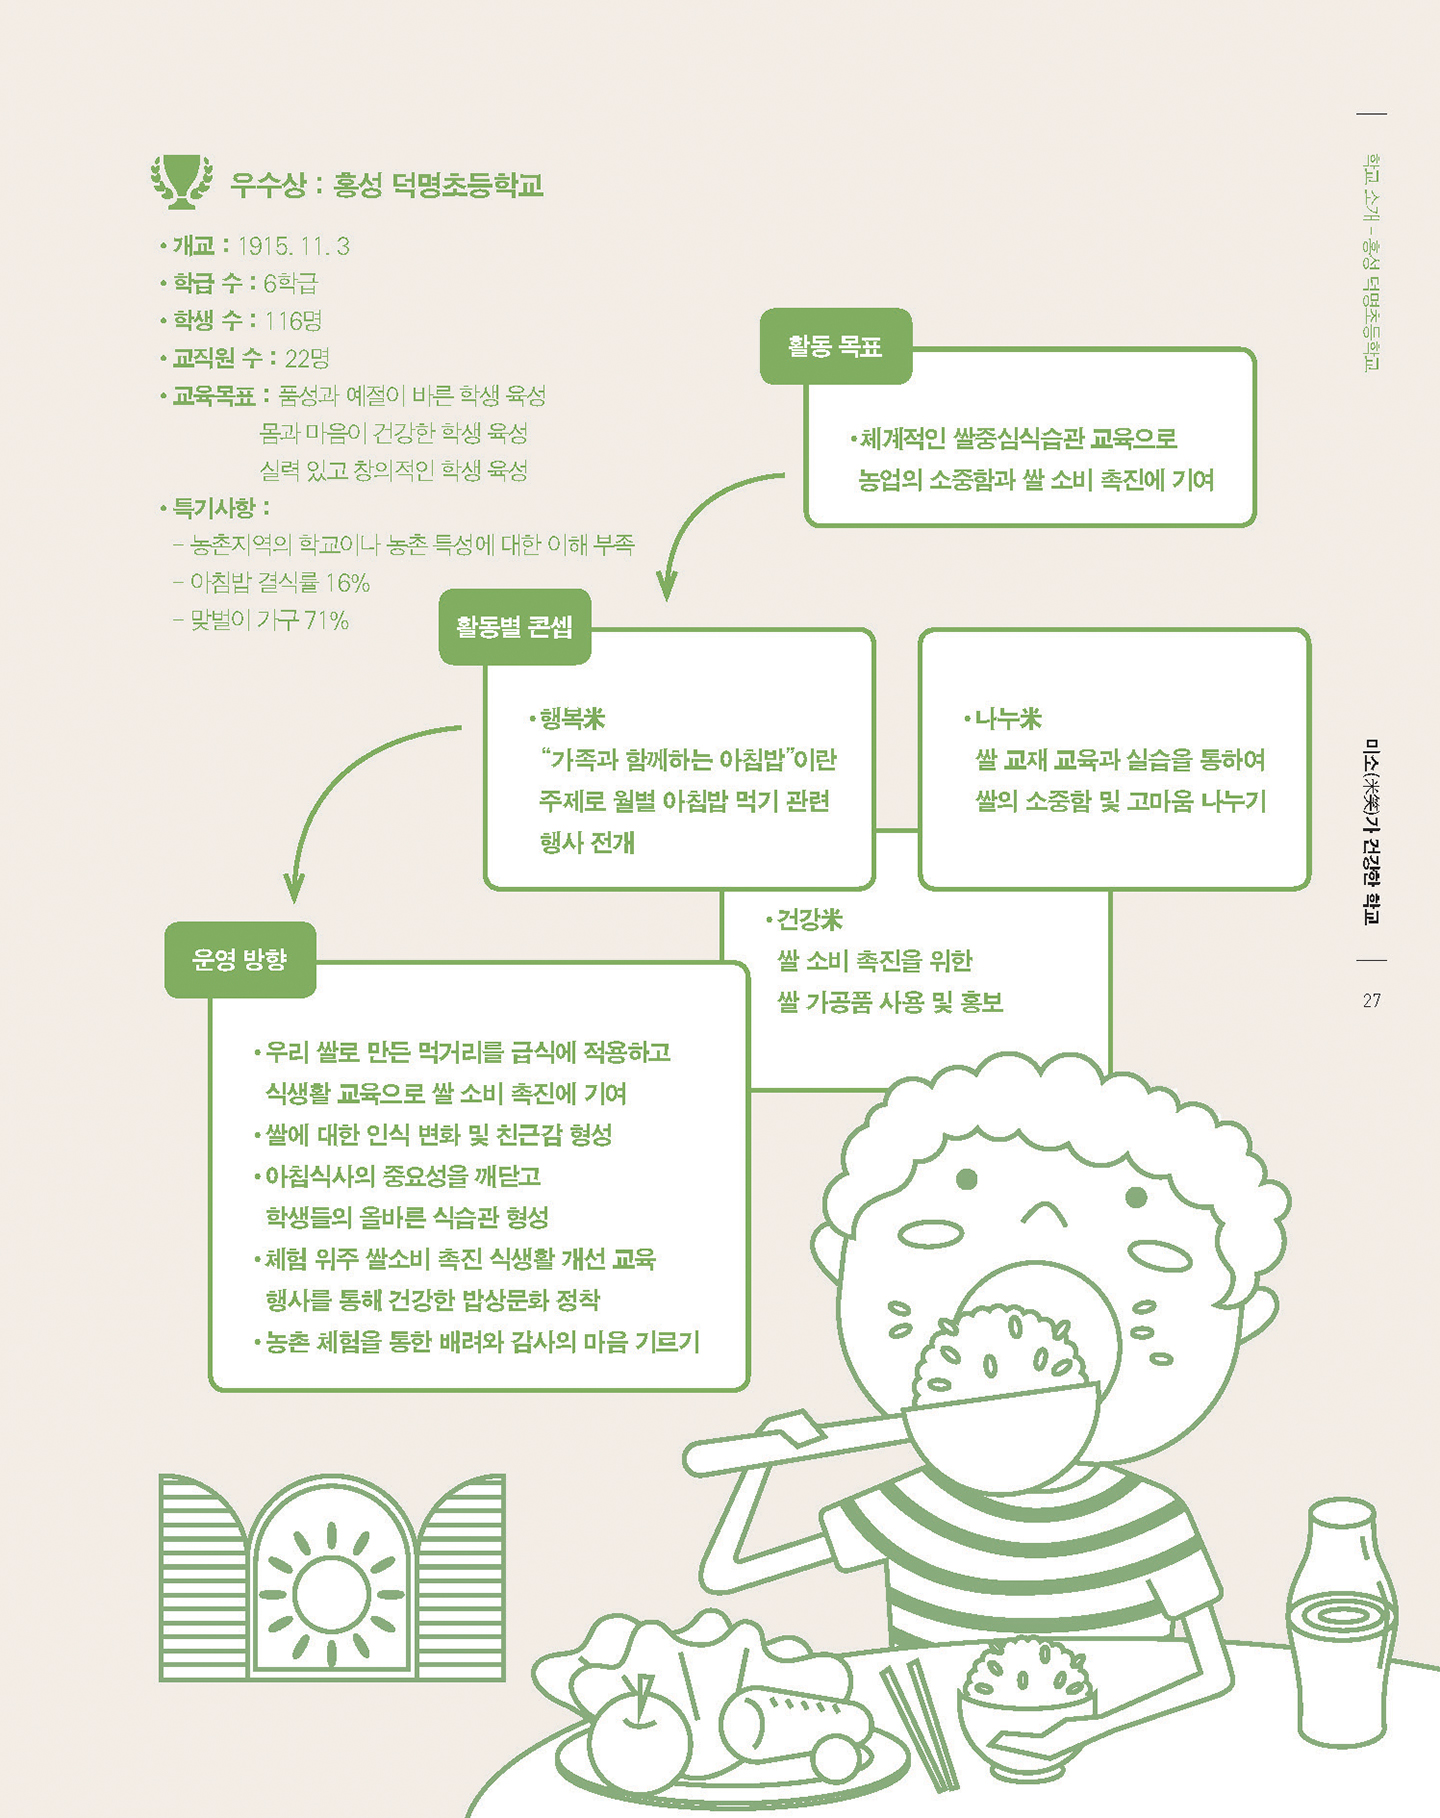 우수상 : 홍성 덕명초등학교
• 개교 : 1915. 11. 3
• 학급 수 : 6학급
• 학생 수 : 116명
• 교직원 수 : 22명
• 교육목표 : 품성과 예절이 바른 학생 육성
몸과 마음이 건강한 학생 육성
실력 있고 창의적인 학생 육성
• 특기사항 :
– 농촌지역의 학교이나 농촌 특성에 대한 이해 부족
– 아침밥 결식률 16%
– 맞벌이 가구 71%
활동 목표
• 체계적인 쌀중심식습관 교육으로
농업의 소중함과 쌀 소비 촉진에 기여
활동별 콘셉
• 행복米
“가족과 함께하는 아침밥”이란
주제로 월별 아침밥 먹기 관련
행사 전개
• 나누米
쌀 교재 교육과 실습을 통하여
쌀의 소중함 및 고마움 나누기
• 건강米
쌀 소비 촉진을 위한
쌀 가공품 사용 및 홍보
운영 방향
• 우리 쌀로 만든 먹거리를 급식에 적용하고
식생활 교육으로 쌀 소비 촉진에 기여
• 쌀에 대한 인식 변화 및 친근감 형성
• 아침식사의 중요성을 깨닫고
학생들의 올바른 식습관 형성
• 체험 위주 쌀소비 촉진 식생활 개선 교육
행사를 통해 건강한 밥상문화 정착
• 농촌 체험을 통한 배려와 감사의 마음 기르기
학교 소개 – 홍성 덕명초등학교
미소(米笑)가 건강한 학교
27